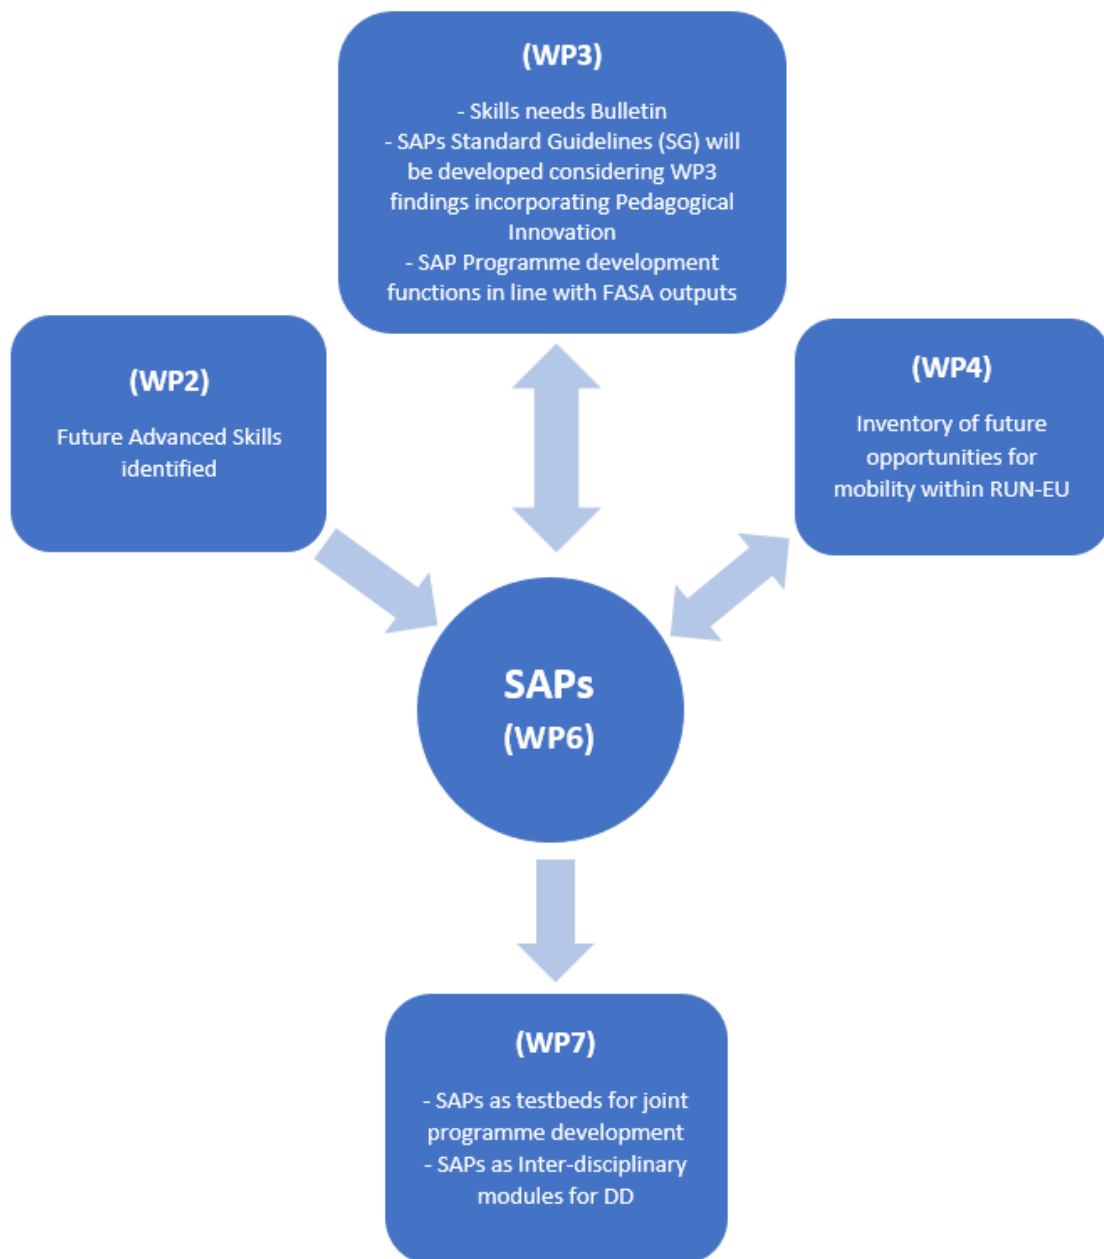 (WP3)
- Skills needs Bulletin
- SAPs Standard Guidelines (SG) will
be developed considering WP3
findings incorporating Pedagogical
Innovation
- SAP Programme development
functions in line with FASA outputs
(WP2)
Future Advanced Skills
identified
(WP4)
Inventory of future
opportunities for
mobility within RUN-EU
SAPs
(WP6)
(WP7)
- SAPs as testbeds for joint
programme development
- SAPs as Inter-disciplinary
modules for DD